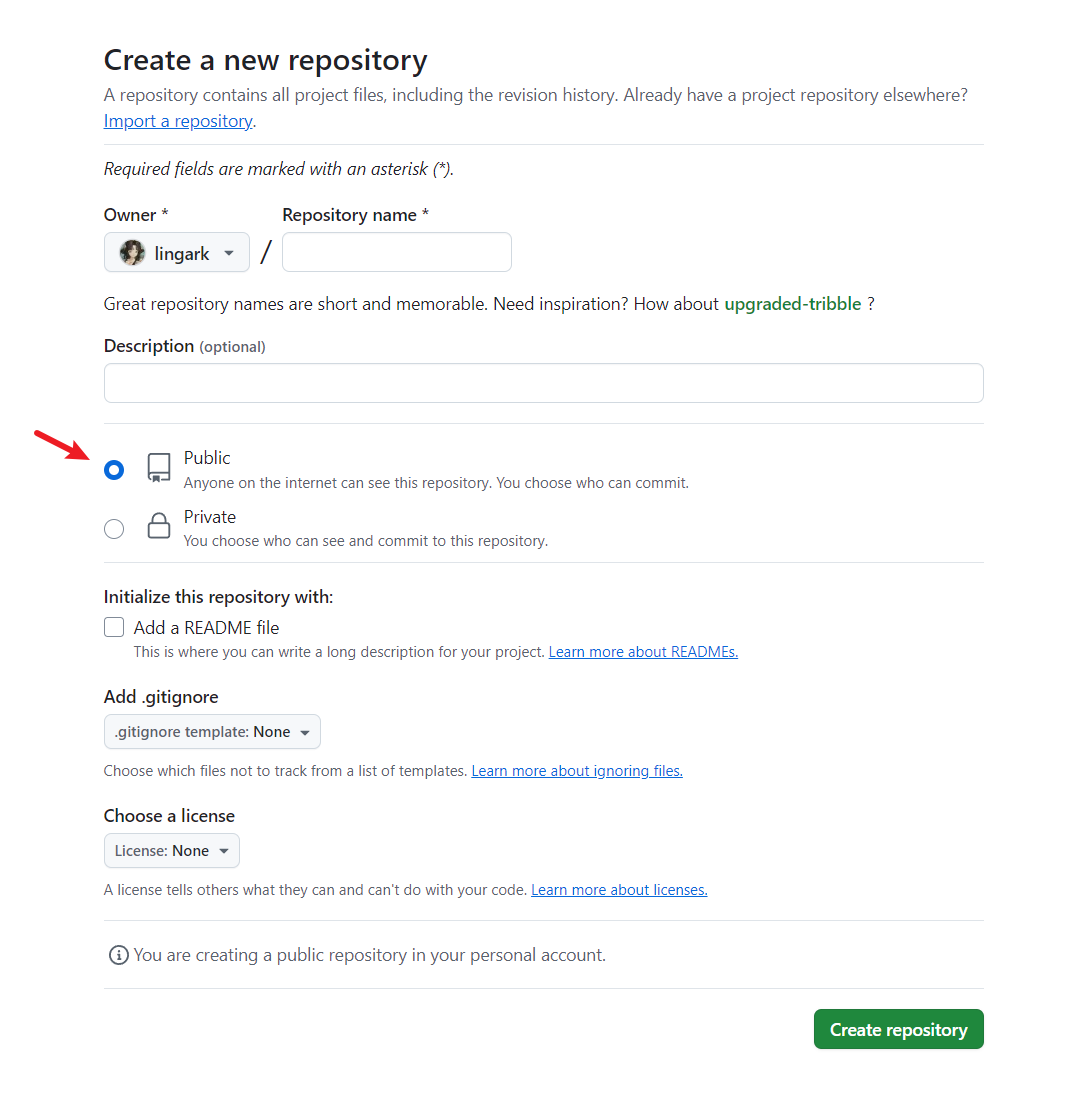 Create a new repository
A repository contains all project files, including the revision history. Already have a project repository elsewhere?
Import a repository.
Required fields are marked with an asterisk (*).
Owner * Repository name *
lingark /
Great repository names are short and memorable. Need inspiration? How about upgraded-tribble ?
Description (optional)
Public
Anyone on the internet can see this repository. You choose who can commit.
Private
You choose who can see and commit to this repository.
Initialize this repository with:
Add a README file
This is where you can write a long description for your project. Learn more about READMEs.
Add .gitignore
.gitignore template: None
Choose which files not to track from a list of templates. Learn more about ignoring files.
Choose a license
License: None
A license tells others what they can and can't do with your code. Learn more about licenses.
You are creating a public repository in your personal account.
Create repository